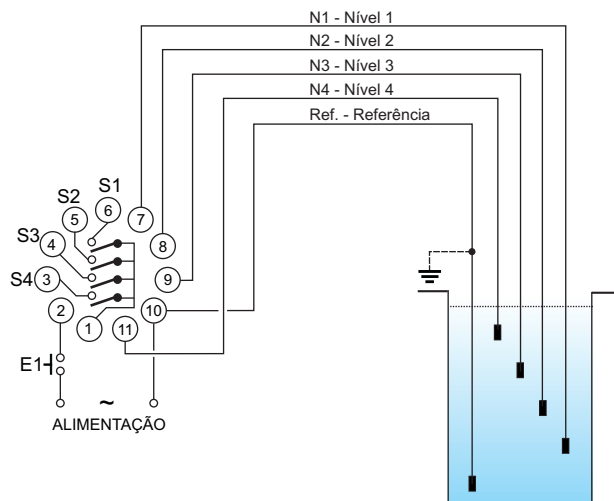 N1 - Nível 1
N2 - Nível 2
N3 - Nível 3
N4 - Nível 4
Ref. - Referência
S1
S2
6
7
5
S3
4
8
S4
3
9
2
1
11
10
E1
~
ALIMENTAÇÃO